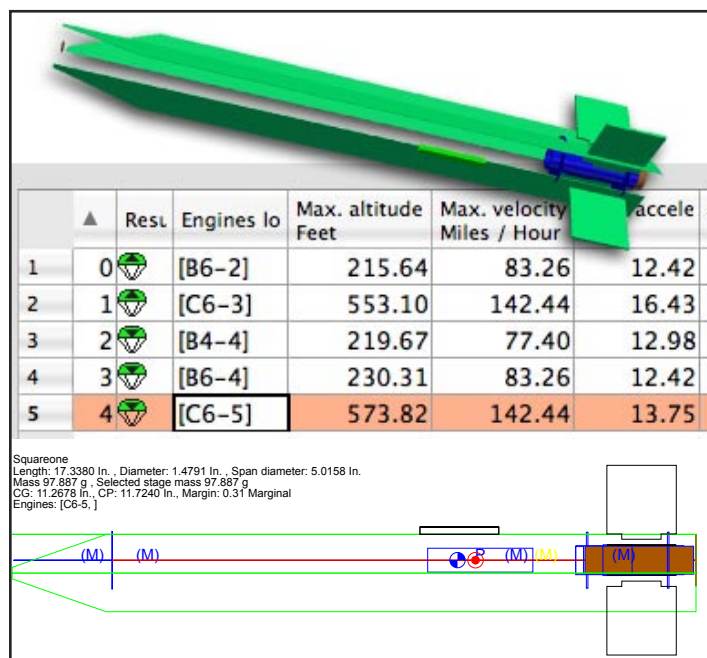 ▲ Resu Engines lo Max. altitude Feet Max. velocity Miles / Hour accele
1 0 [B6-2] 215.64 83.26 12.42
2 1 [C6-3] 553.10 142.44 16.43
3 2 [B4-4] 219.67 77.40 12.98
4 3 [B6-4] 230.31 83.26 12.42
5 4 [C6-5] 573.82 142.44 13.75
Squareone
Length: 17.3380 In. , Diameter: 1.4791 In. , Span diameter: 5.0158 In.
Mass 97.887 g , Selected stage mass 97.887 g
CG: 11.2678 In., CP: 11.7240 In., Margin: 0.31 Marginal
Engines: [C6-5, ]
(M) (M) (M) (M) (M)